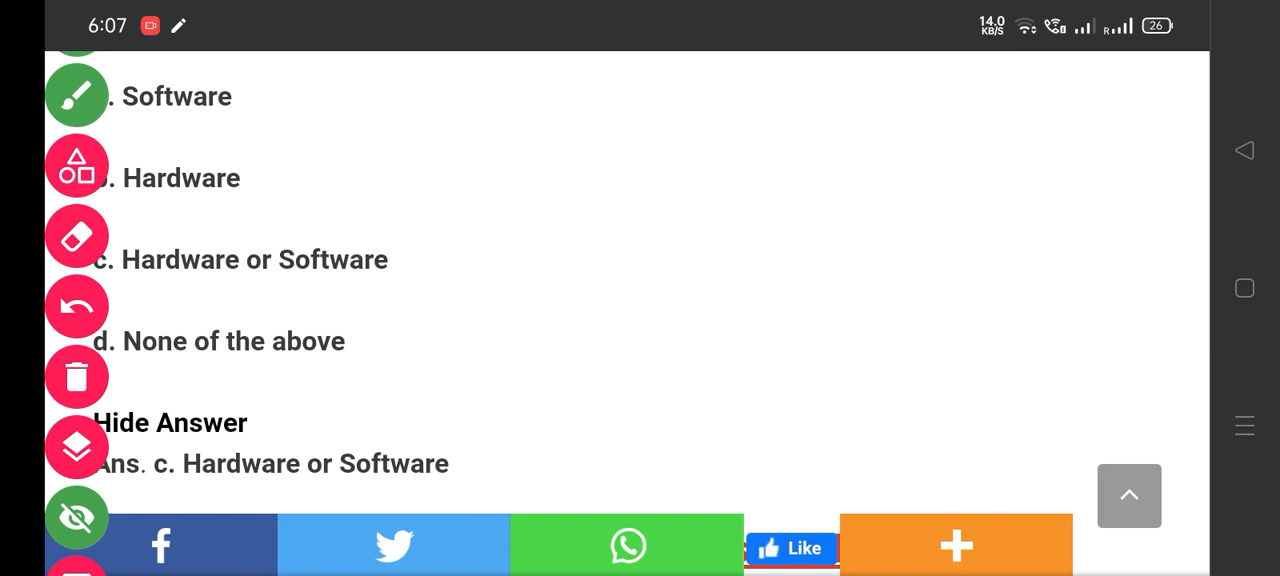 6:07
14.0
KB/S
R
26
. Software
. Hardware
c. Hardware or Software
d. None of the above
Hide Answer
Ans. c. Hardware or Software
f
Like